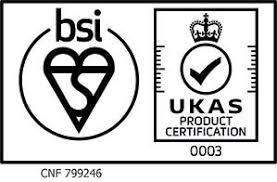 bsi
UKAS
PRODUCT
CERTIFICATION
0003
CNF 799246